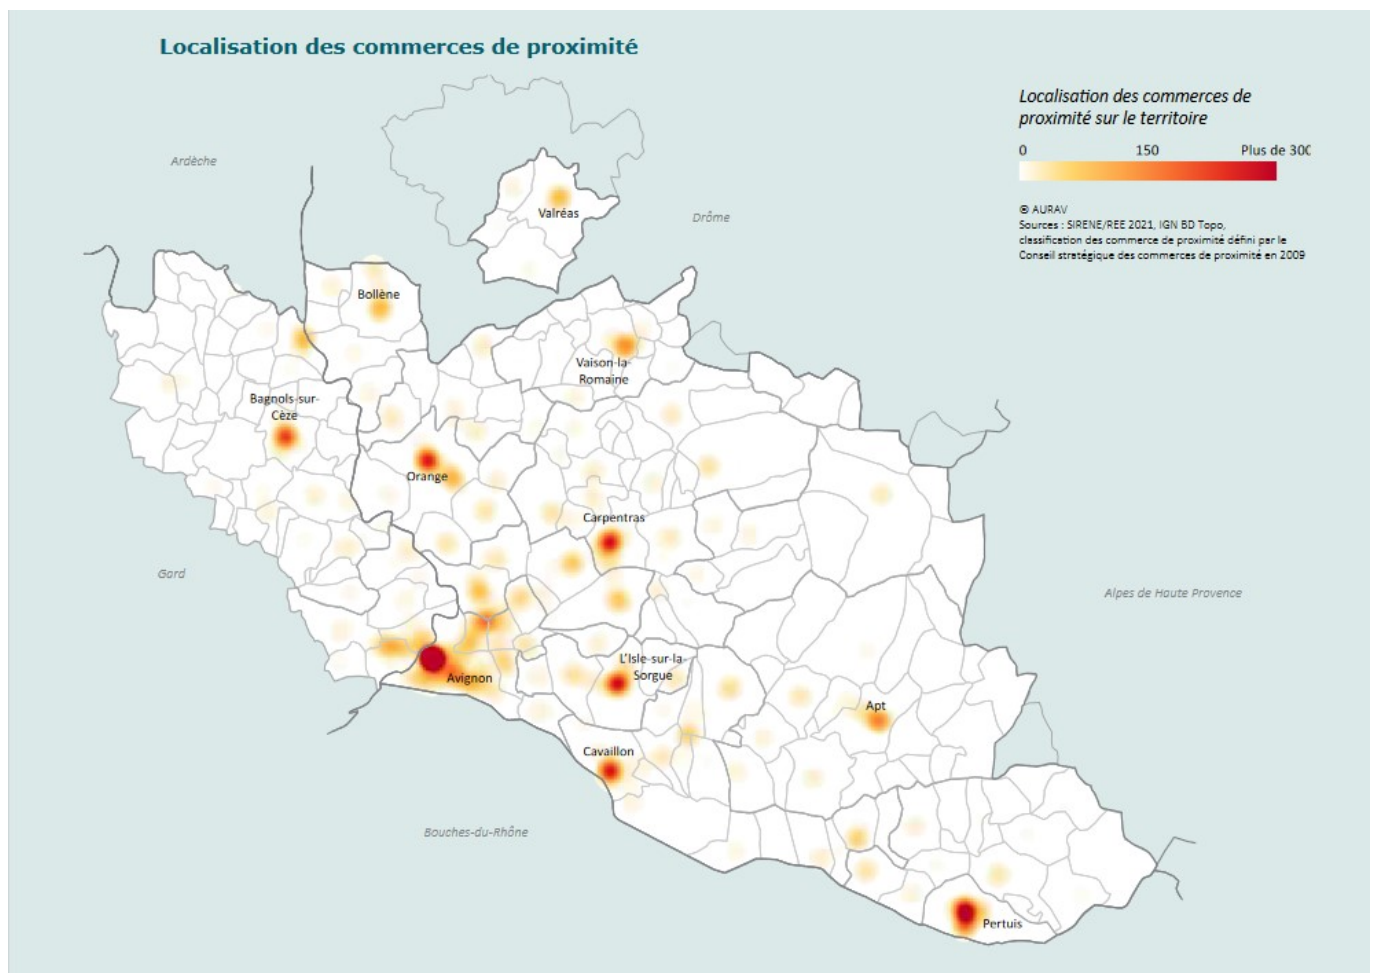 Localisation des commerces de proximité
Localisation des commerces de
proximité sur le territoire
0 150 Plus de 300
© AURAV
Sources : SIRENE/REE 2021, IGN BD Topo,
classification des commerce de proximité défini par le
Conseil stratégique des commerces de proximité en 2009
Ardèche
Drôme
Valréas
Bollène
Vaison-la-
Romaine
Bagnols-sur-
Cèze
Orange
Carpentras
Gard
Alpes de Haute Provence
L'Isle-sur-la-
Sorgue
Avignon
Apt
Cavaillon
Bouches-du-Rhône
Pertuis